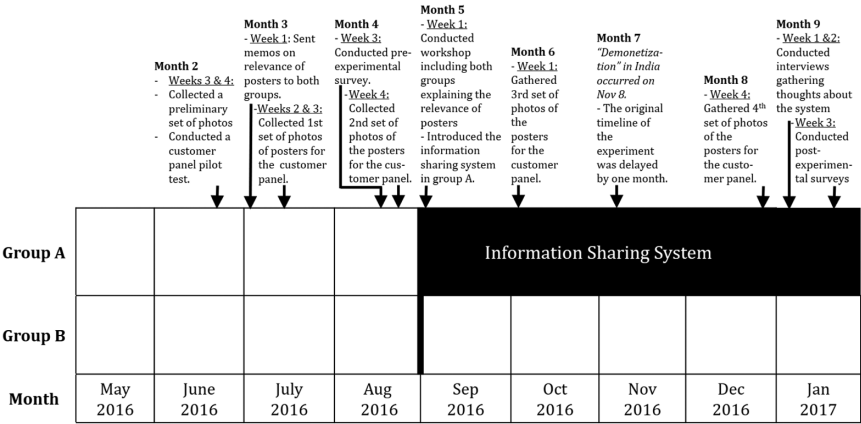 Month 2
- Weeks 3 & 4:
- Collected a
preliminary
set of photos
- Conducted a
customer
panel pilot
test.
Month 3
- Week 1: Sent
memos on
relevance of
posters to both
groups.
-Weeks 2 & 3:
Collected 1st
set of photos
of posters for
the customer
panel.
Month 4
- Week 3:
Conducted pre-
experimental
survey.
-Week 4:
Collected
2nd set of
photos of
the posters
for the cus-
tomer panel.
Month 5
- Week 1:
Conducted
workshop
including both
groups
explaining the
relevance of
posters
- Introduced the
information
sharing system
in group A.
Month 6
- Week 1:
Gathered
3rd set of
photos of
the
posters
for the
customer
panel.
Month 7
"Demonetiza-
tion" in India
occurred on
Nov 8.
- The original
timeline of
the
experiment
was delayed
by one month.
Month 8
- Week 4:
Gathered 4th
set of photos
of the
posters for
the custo-
mer panel.
Month 9
- Week 1 &2:
Conducted
interviews
gathering
thoughts about
the system
-Week 3:
Conducted
post-
experimen-
tal surveys
Group A
Information Sharing System
Group B
Month
May
2016
June
2016
July
2016
Aug
2016
Sep
2016
Oct
2016
Nov
2016
Dec
2016
Jan
2017